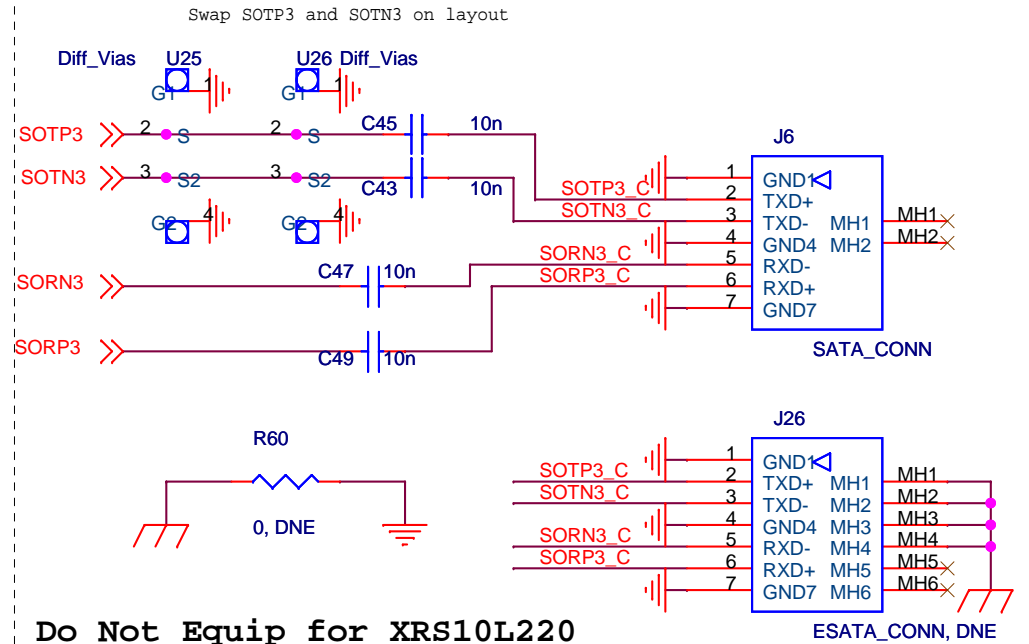 Swap SOTP3 and SOTN3 on layout
Diff_Vias U25 U26 Diff_Vias
G1 1 G1 1
SOTP3 2 S 2 S C45 10n
SOTN3 3 S2 3 S2 C43 10n
G2 4 G2 4
SORN3 C47 10n
SORP3 C49 10n
J6
1 GND1
SOTP3_C 2 TXD+
SOTN3_C 3 TXD- MH1 MH1
4 GND4 MH2 MH2
SORN3_C 5 RXD-
SORP3_C 6 RXD+
7 GND7
SATA_CONN
R60
0, DNE
J26
1 GND1
SOTP3_C 2 TXD+ MH1 MH1
SOTN3_C 3 TXD- MH2 MH2
4 GND4 MH3 MH3
SORN3_C 5 RXD- MH4 MH4
SORP3_C 6 RXD+ MH5 MH5
7 GND7 MH6 MH6
ESATA_CONN, DNE
Do Not Equip for XRS10L220